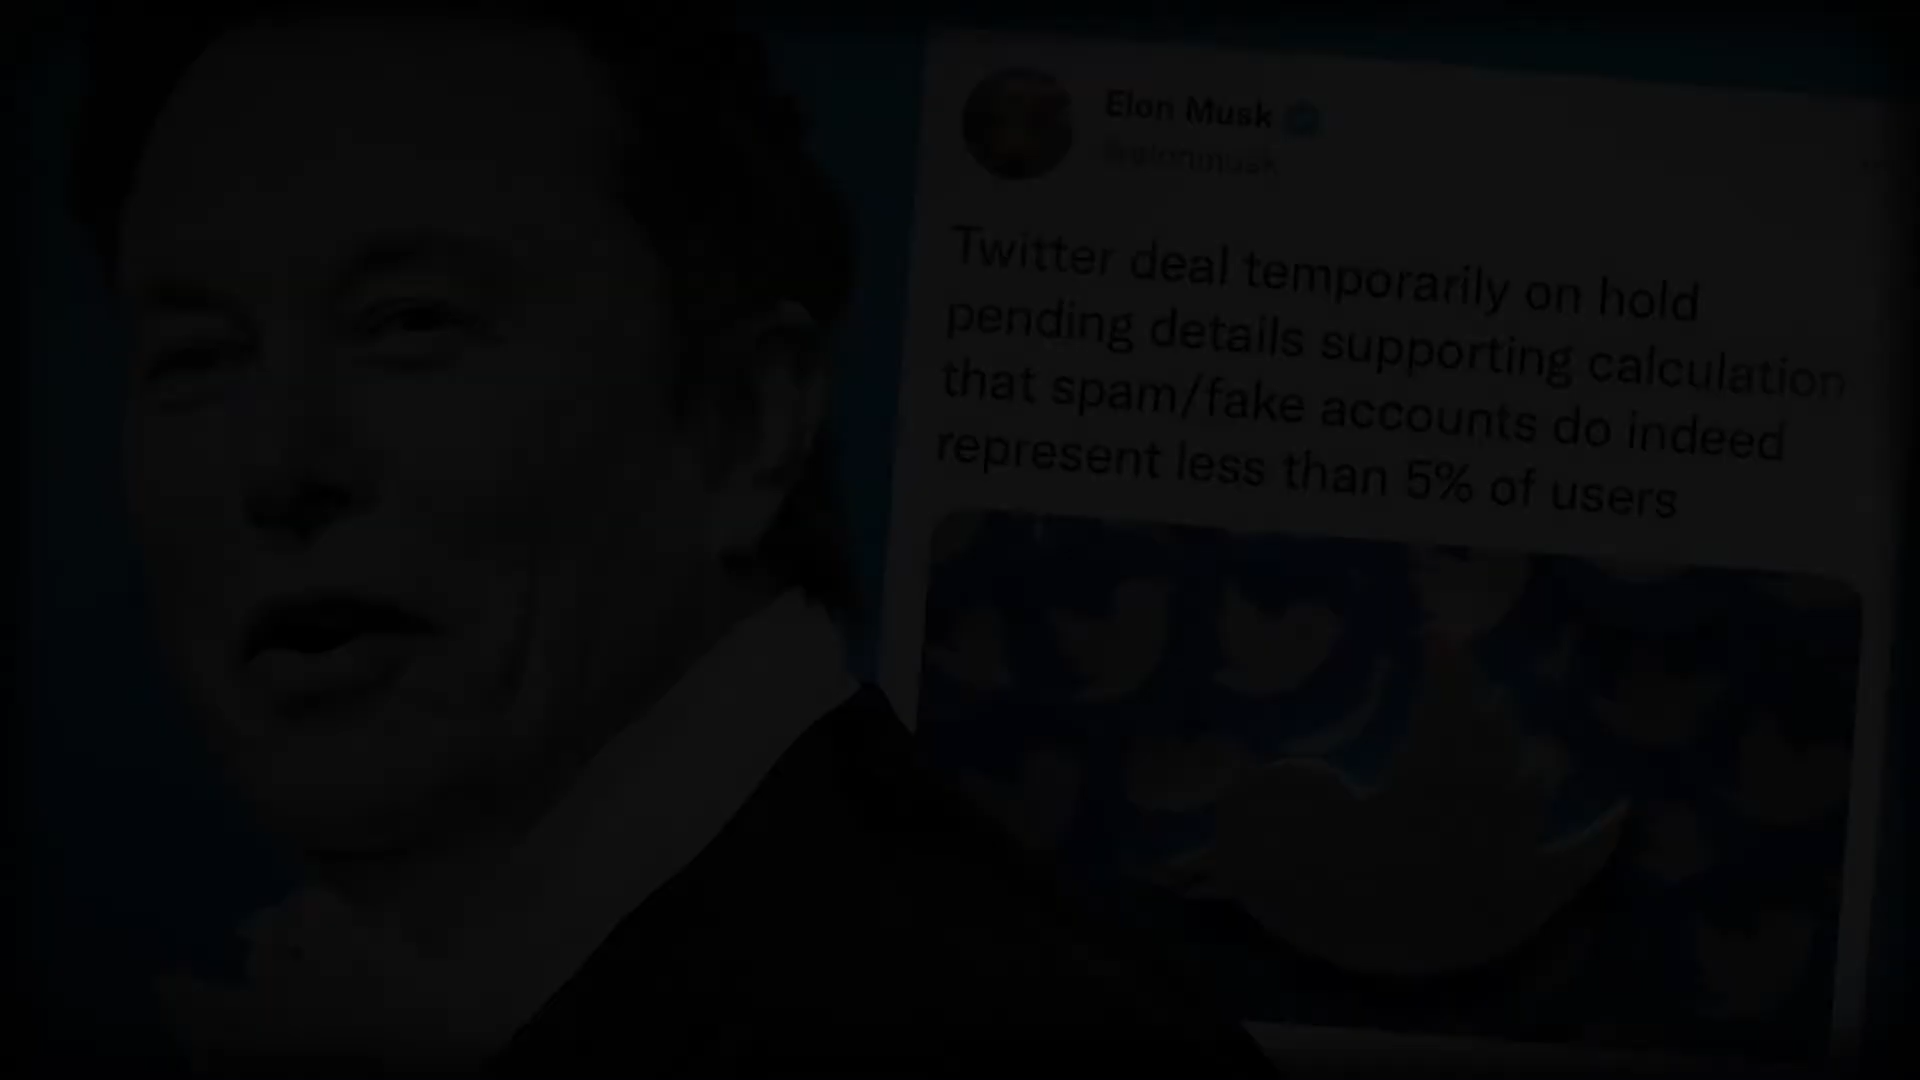 Elon Musk
@elonmusk
Twitter deal temporarily on hold
pending details supporting calculation
that spam/fake accounts do indeed
represent less than 5% of users